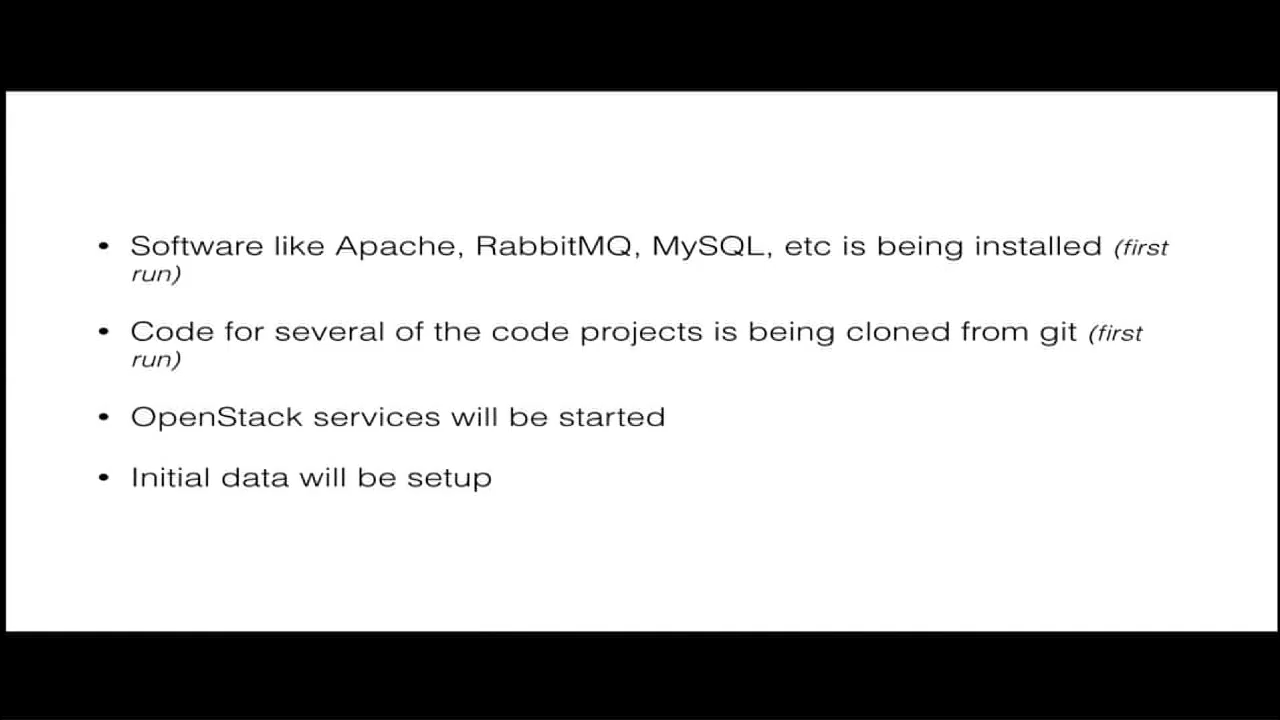 • Software like Apache, RabbitMQ, MySQL, etc is being installed (first
run)
• Code for several of the code projects is being cloned from git (first
run)
• OpenStack services will be started
• Initial data will be setup